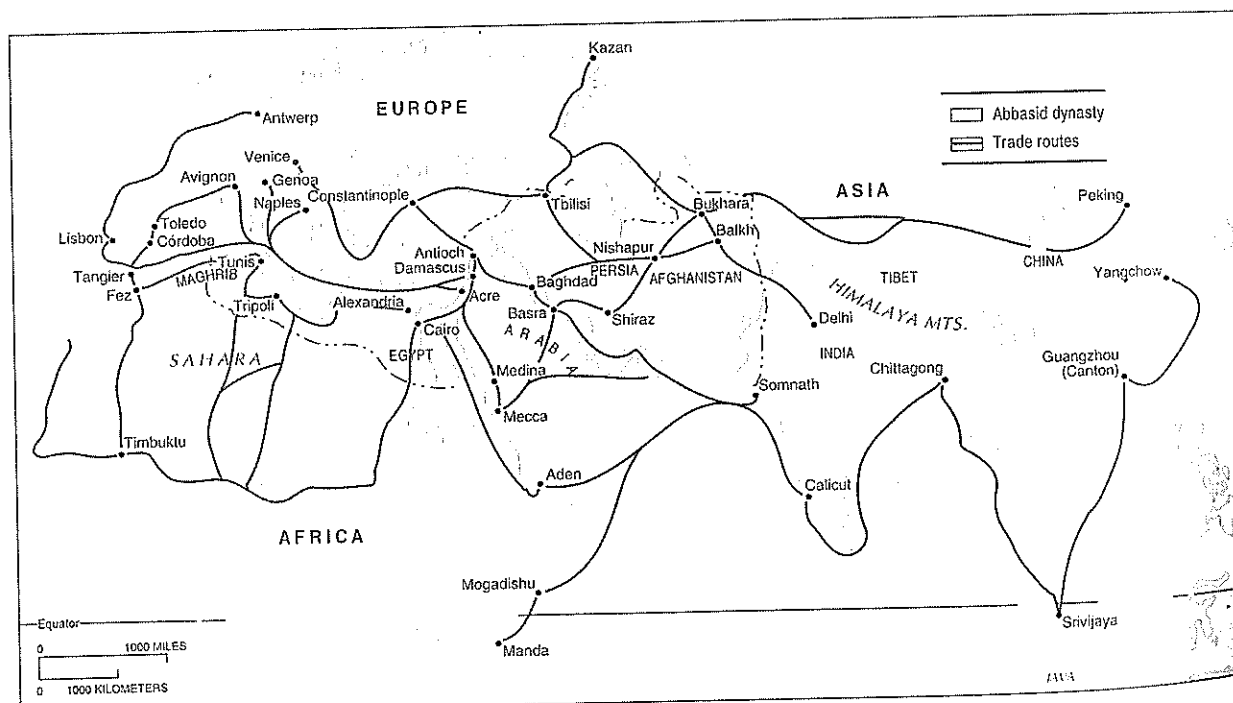 Kazan
EUROPE
Antwerp
Abbasid dynasty
Trade routes
Venice
Genoa
Avignon
Naples
Constantinople
Tbilisi
ASIA
Peking
Bukhara
Toledo
Córdoba
Lisbon
Balkh
Nishapur
Antioch
Damascus
PERSIA
AFGHANISTAN
CHINA
Tunis
MAGHRIB
Tangier
Fez
Baghdad
TIBET
Yangchow
Acre
HIMALAYA MTS.
Tripoli
Alexandria
Basra
Shiraz
Delhi
Cairo
ARABIA
SAHARA
EGYPT
INDIA
Guangzhou
(Canton)
Chittagong
Medina
Somnath
Mecca
Timbuktu
Aden
Calicut
AFRICA
Mogadishu
Equator
Srivijaya
0 1000 MILES
Manda
0 1000 KILOMETERS
JAVA